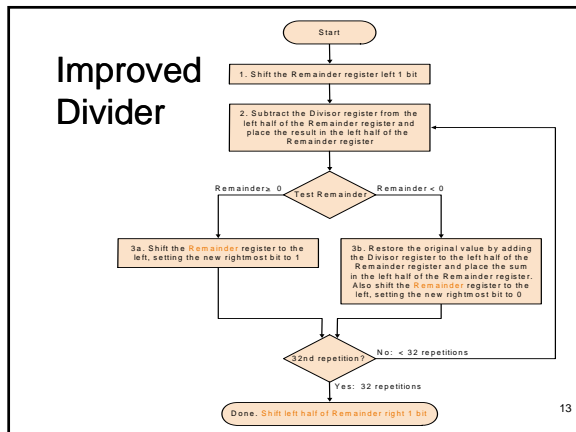 Improved
Divider
Start
1. Shift the Remainder register left 1 bit
2. Subtract the Divisor register from the
left half of the Remainder register and
place the result in the left half of the
Remainder register
Remainder ≥ 0
Test Remainder
Remainder < 0
3a. Shift the Remainder register to the
left, setting the new rightmost bit to 1
3b. Restore the original value by adding
the Divisor register to the left half of the
Remainder register and place the sum
in the left half of the Remainder register.
Also shift the Remainder register to the
left, setting the new rightmost bit to 0
32nd repetition?
No: < 32 repetitions
Yes: 32 repetitions
Done. Shift left half of Remainder right 1 bit
13